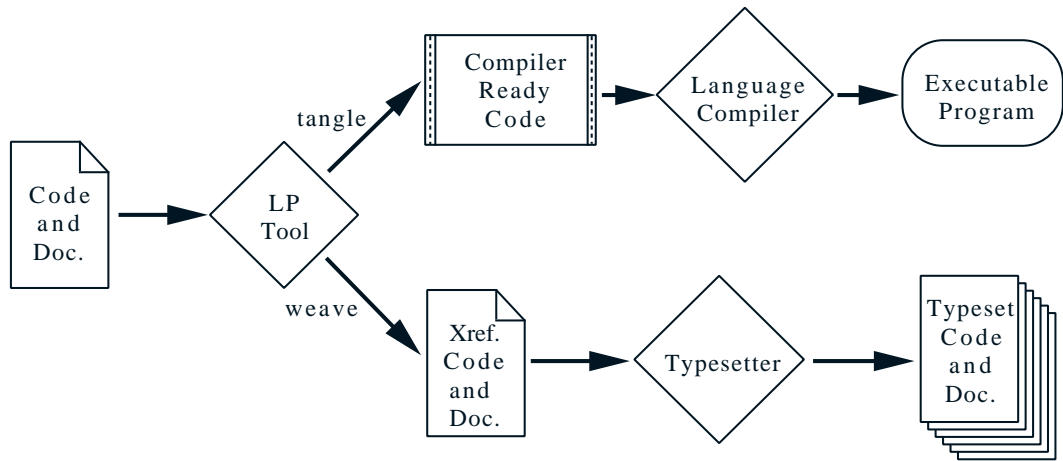 Code
and
Doc.
LP
Tool
tangle
weave
Compiler
Ready
Code
Language
Compiler
Executable
Program
Xref.
Code
and
Doc.
Typesetter
Typeset
Code
and
Doc.